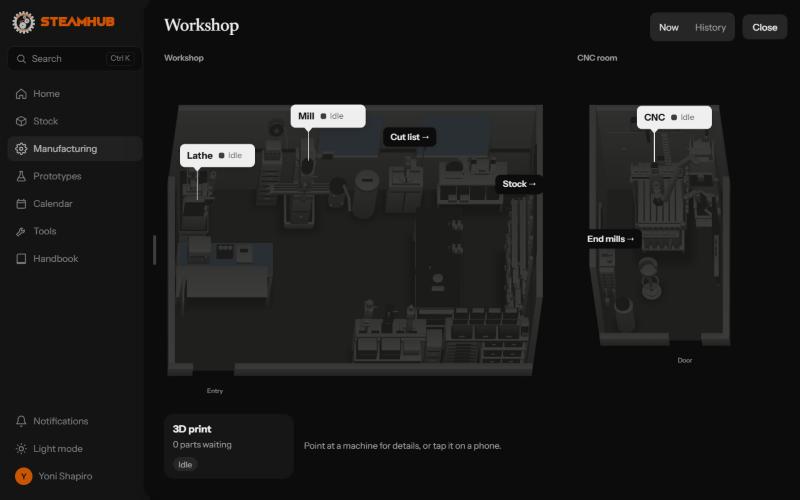 STEAMHUB
Search Ctrl K
Home
Stock
Manufacturing
Prototypes
Calendar
Tools
Handbook
Notifications
Light mode
Y Yoni Shapiro
Workshop
Now History Close
Workshop
CNC room
Mill Idle
Cut list →
Lathe Idle
Stock →
CNC Idle
End mills →
Entry
Door
3D print
0 parts waiting
Idle
Point at a machine for details, or tap it on a phone.